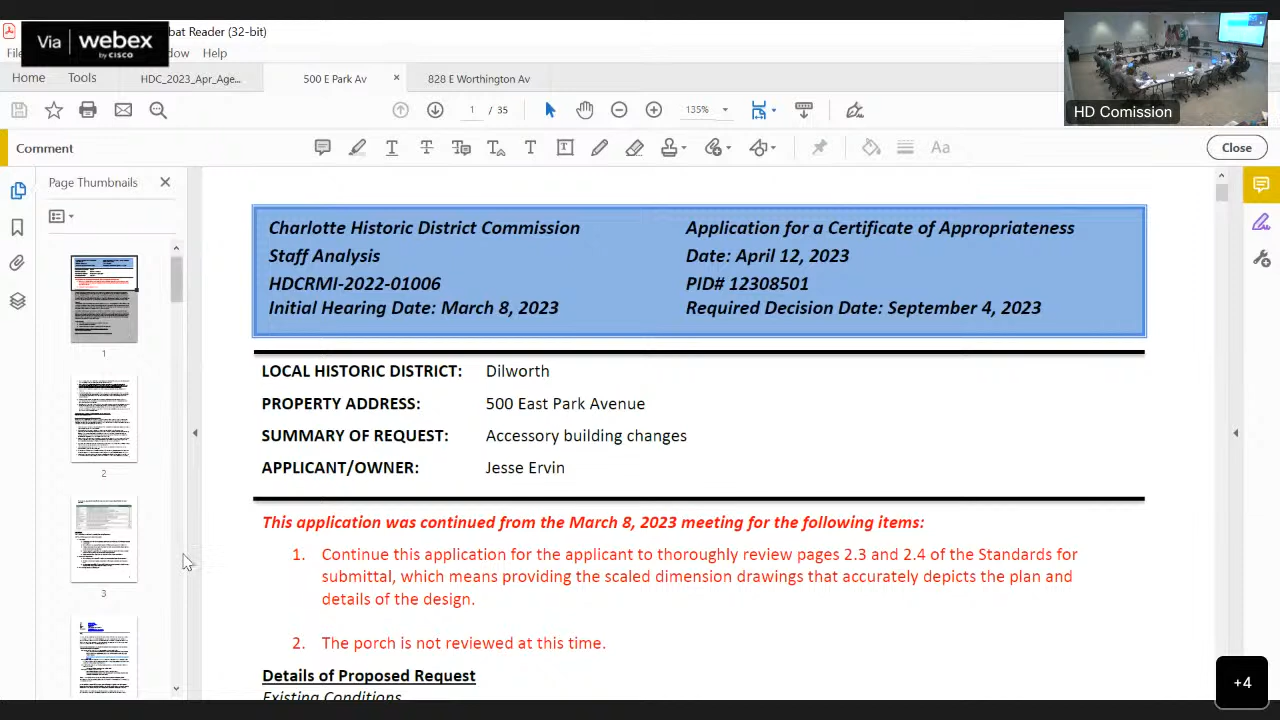 Via webex
by CISCO
bat Reader (32-bit)
dow Help
Home Tools HDC_2023_Apr_Age... 500 E Park Av × 828 E Worthington Av
1 / 35 135%
HD Comission
Comment
Aa
Close
Page Thumbnails
1
2
3
Charlotte Historic District Commission Application for a Certificate of Appropriateness
Staff Analysis Date: April 12, 2023
HDCRMI-2022-01006 PID# 12308501
Initial Hearing Date: March 8, 2023 Required Decision Date: September 4, 2023
LOCAL HISTORIC DISTRICT: Dilworth
PROPERTY ADDRESS: 500 East Park Avenue
SUMMARY OF REQUEST: Accessory building changes
APPLICANT/OWNER: Jesse Ervin
This application was continued from the March 8, 2023 meeting for the following items:
1. Continue this application for the applicant to thoroughly review pages 2.3 and 2.4 of the Standards for
submittal, which means providing the scaled dimension drawings that accurately depicts the plan and
details of the design.
2. The porch is not reviewed at this time.
Details of Proposed Request
Existing Conditions
+4